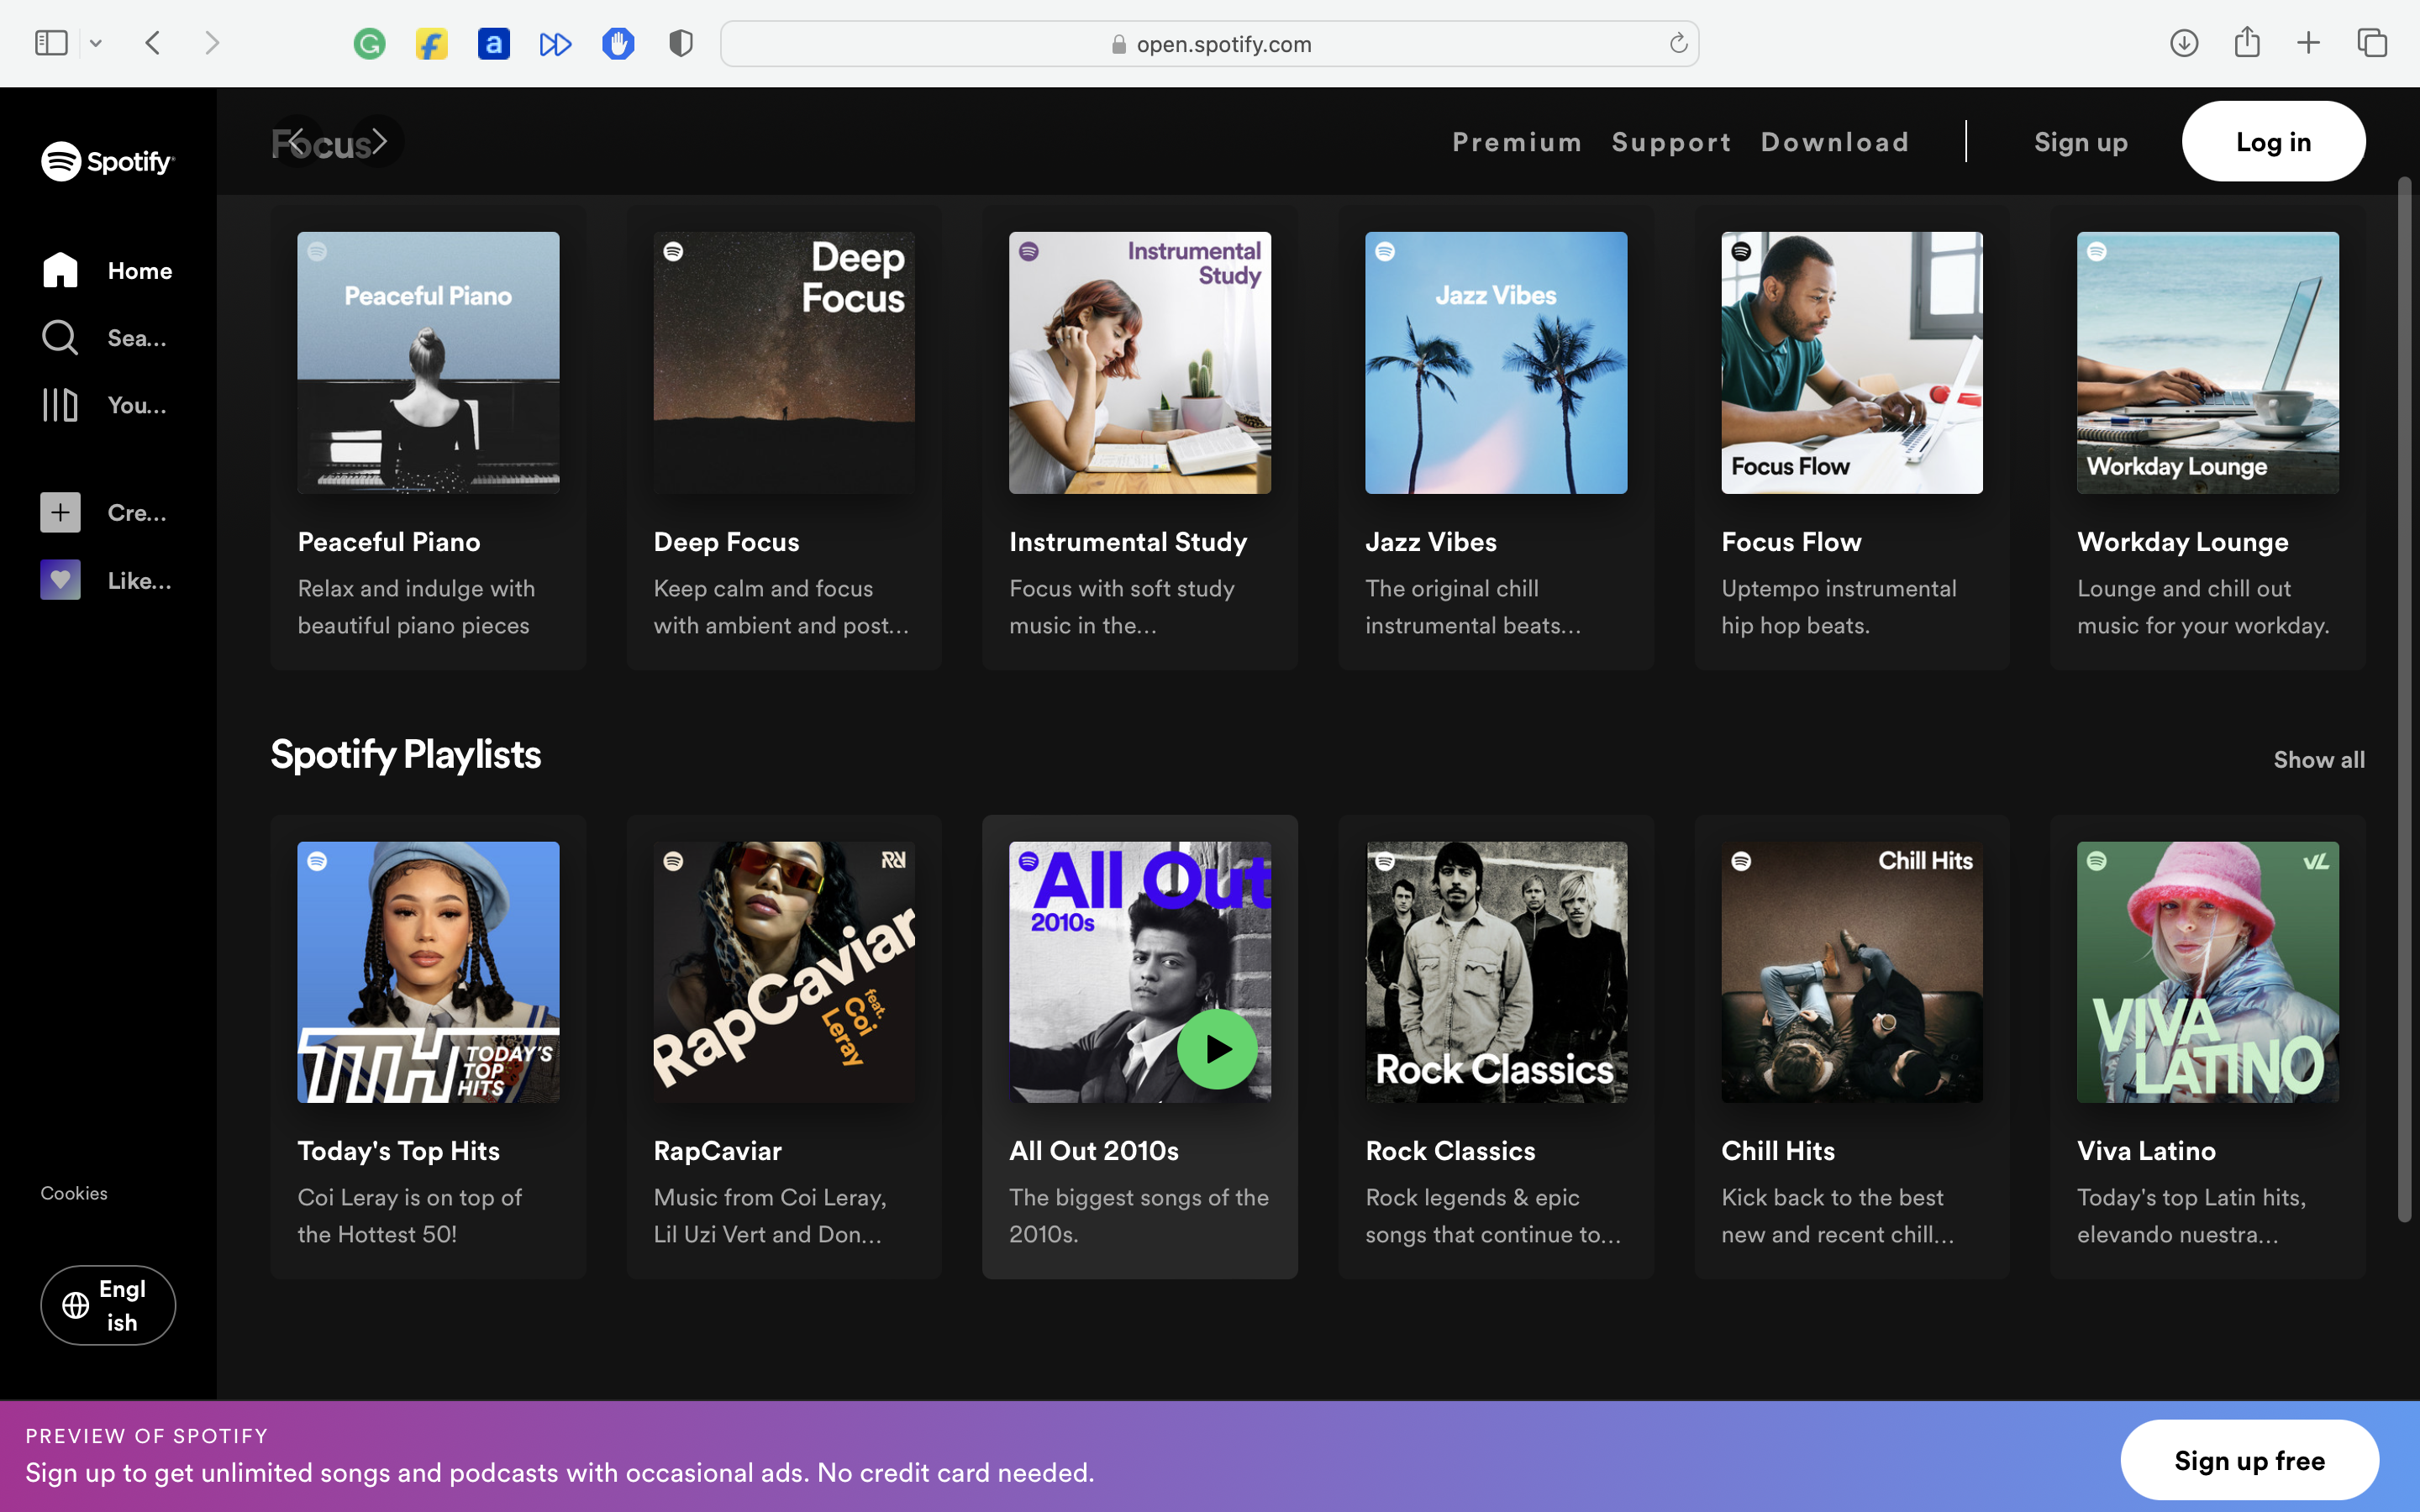 open.spotify.com
Spotify
Focus
Premium Support Download Sign up Log in
Home
Sea...
You...
Cre...
Like...
Cookies
Engl
ish
Peaceful Piano
Peaceful Piano
Relax and indulge with
beautiful piano pieces
Deep
Focus
Deep Focus
Keep calm and focus
with ambient and post...
Instrumental
Study
Instrumental Study
Focus with soft study
music in the...
Jazz Vibes
Jazz Vibes
The original chill
instrumental beats...
Focus Flow
Focus Flow
Uptempo instrumental
hip hop beats.
Workday Lounge
Workday Lounge
Lounge and chill out
music for your workday.
Spotify Playlists
Show all
TTH TODAY'S
TOP
HITS
Today's Top Hits
Coi Leray is on top of
the Hottest 50!
RapCaviar
feat.
Coi
Leray
RapCaviar
Music from Coi Leray,
Lil Uzi Vert and Don...
All Out
2010s
All Out 2010s
The biggest songs of the
2010s.
Rock Classics
Rock Classics
Rock legends & epic
songs that continue to...
Chill Hits
Chill Hits
Kick back to the best
new and recent chill...
VL
VIVA
LATINO
Viva Latino
Today's top Latin hits,
elevando nuestra...
PREVIEW OF SPOTIFY
Sign up to get unlimited songs and podcasts with occasional ads. No credit card needed.
Sign up free